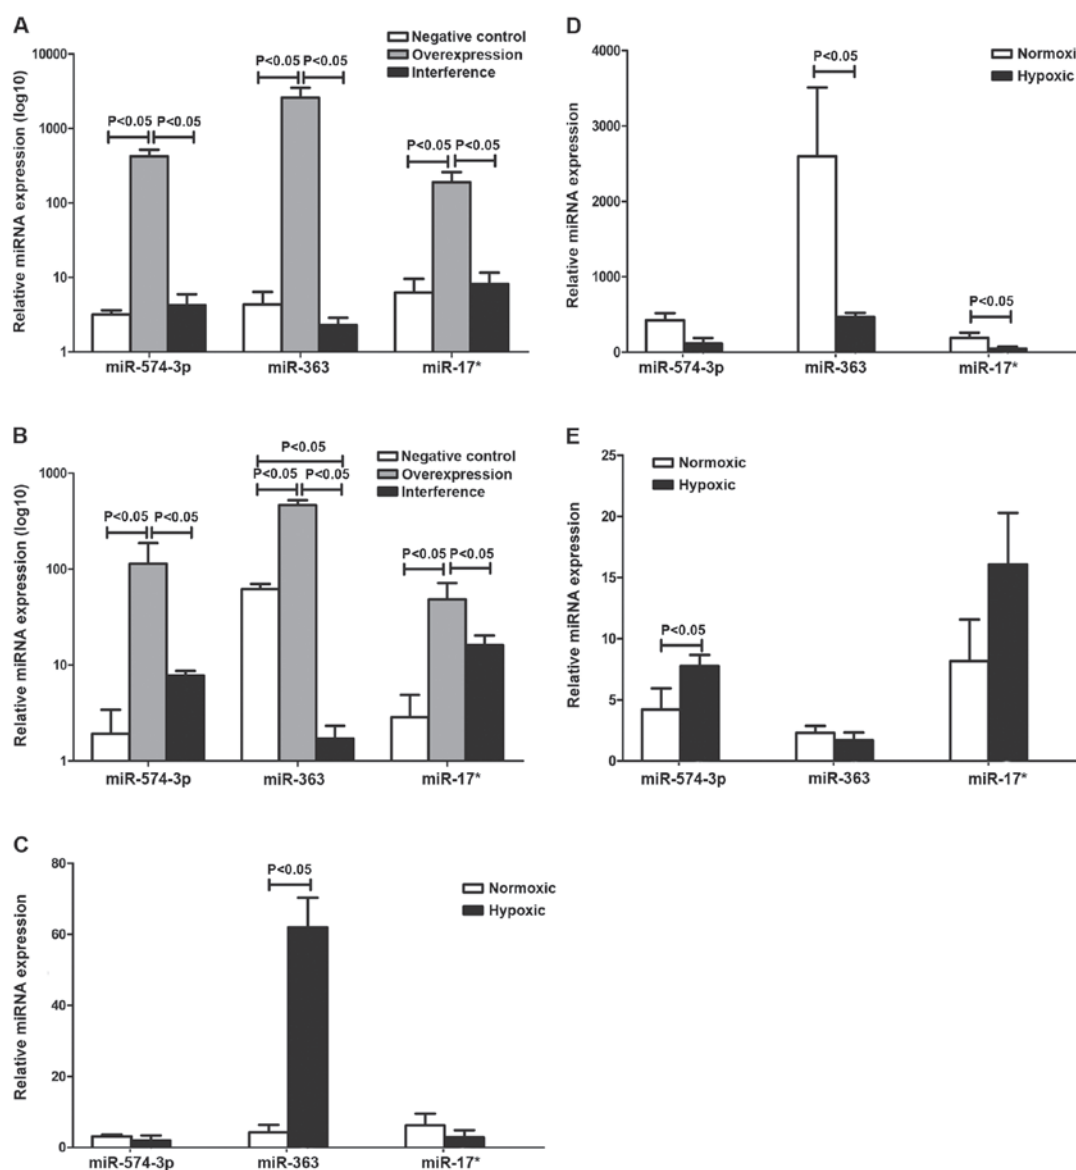 A
Relative miRNA expression (log10)
10000
1000
100
10
1
Negative control
Overexpression
Interference
P<0.05 P<0.05
P<0.05 P<0.05
P<0.05 P<0.05
miR-574-3p miR-363 miR-17*
B
Relative miRNA expression (log10)
1000
100
10
1
Negative control
Overexpression
Interference
P<0.05
P<0.05 P<0.05
P<0.05 P<0.05
P<0.05 P<0.05
miR-574-3p miR-363 miR-17*
C
Relative miRNA expression
80
60
40
20
0
P<0.05
Normoxic
Hypoxic
miR-574-3p miR-363 miR-17*
D
Relative miRNA expression
4000
3000
2000
1000
0
Normoxi
Hypoxic
P<0.05
P<0.05
miR-574-3p miR-363 miR-17*
E
Relative miRNA expression
25
20
15
10
5
0
Normoxic
Hypoxic
P<0.05
miR-574-3p miR-363 miR-17*